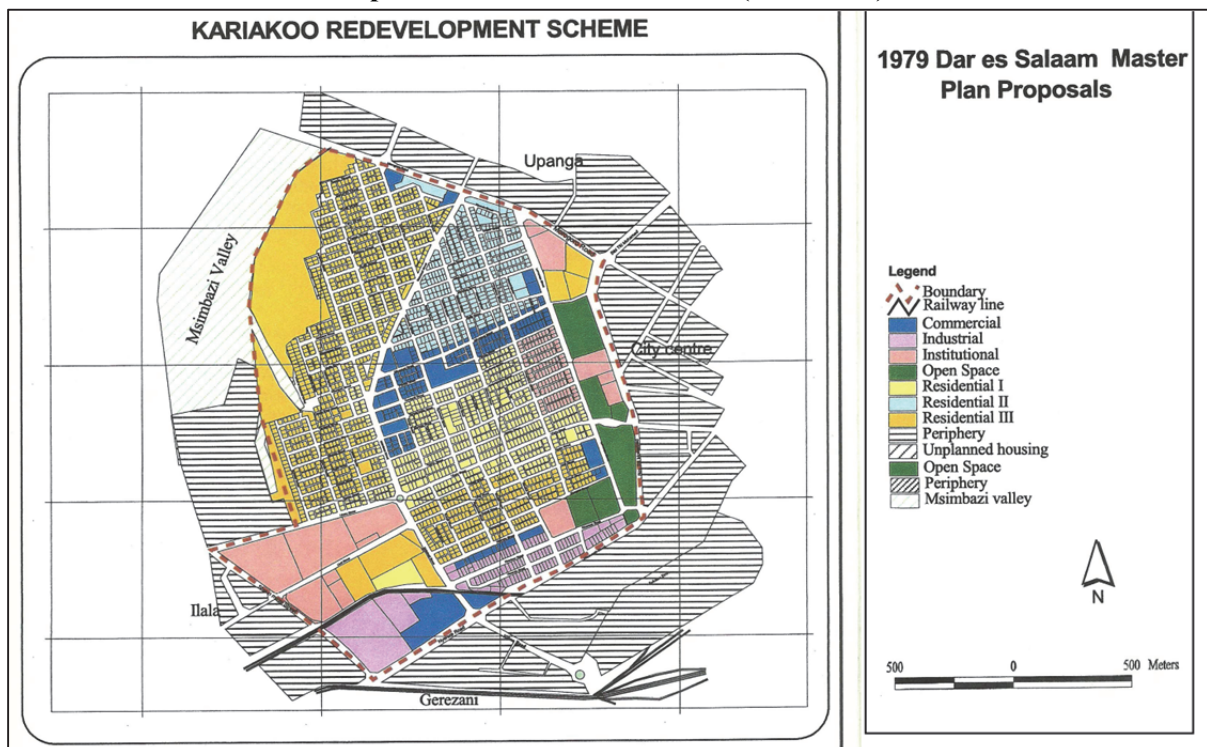 KARIAKOO REDEVELOPMENT SCHEME
Upanga
Msimbazi Valley
City centre
Ilala
Gerezani
1979 Dar es Salaam Master
Plan Proposals
Legend
Boundary
Railway line
Commercial
Industrial
Institutional
Open Space
Residential I
Residential II
Residential III
Periphery
Unplanned housing
Open Space
Periphery
Msimbazi valley
N
500 0 500 Meters